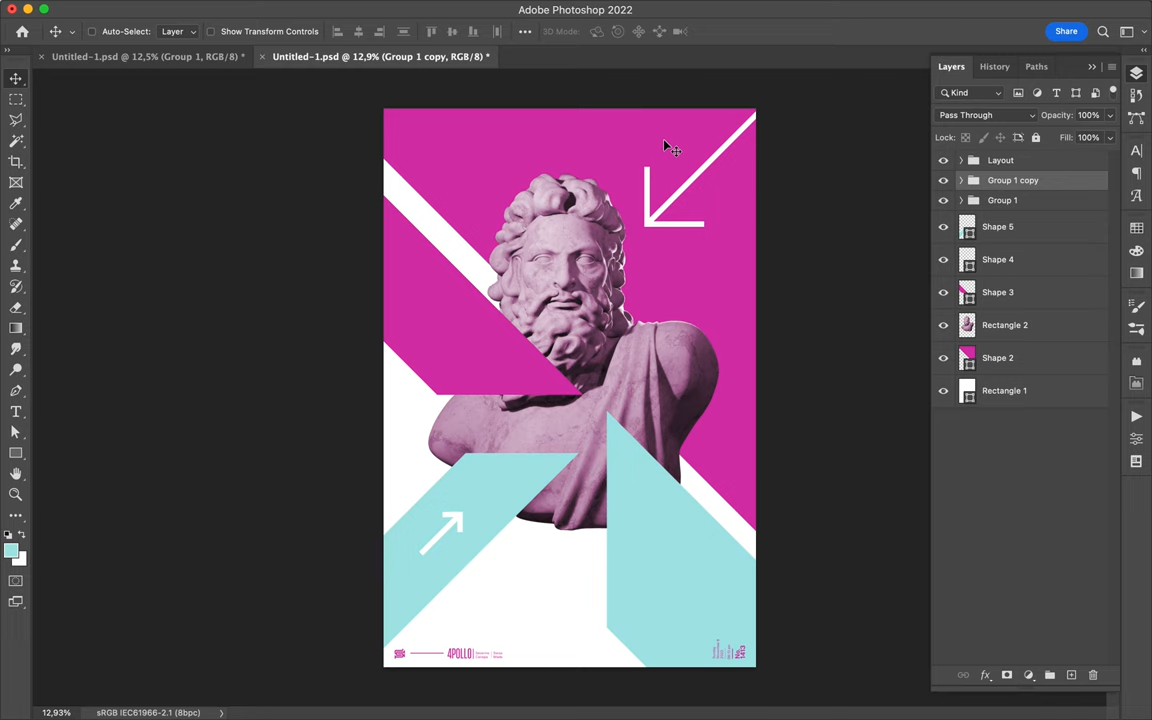 Adobe Photoshop 2022
Auto-Select: Layer Show Transform Controls 3D Mode: Share
Untitled-1.psd @ 12,5% (Group 1, RGB/8) * Untitled-1.psd @ 12,9% (Group 1 copy, RGB/8) *
Layers History Paths
Kind
Pass Through Opacity: 100%
Lock: Fill: 100%
Layout
Group 1 copy
Group 1
Shape 5
Shape 4
Shape 3
Rectangle 2
Shape 2
Rectangle 1
4POLLO
No. 1413
12,93% sRGB IEC61966-2.1 (8bpc)